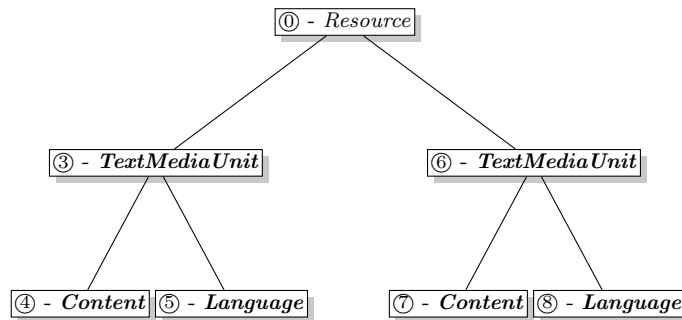 ⓪ - Resource
③ - TextMediaUnit
⑥ - TextMediaUnit
④ - Content
⑤ - Language
⑦ - Content
⑧ - Language